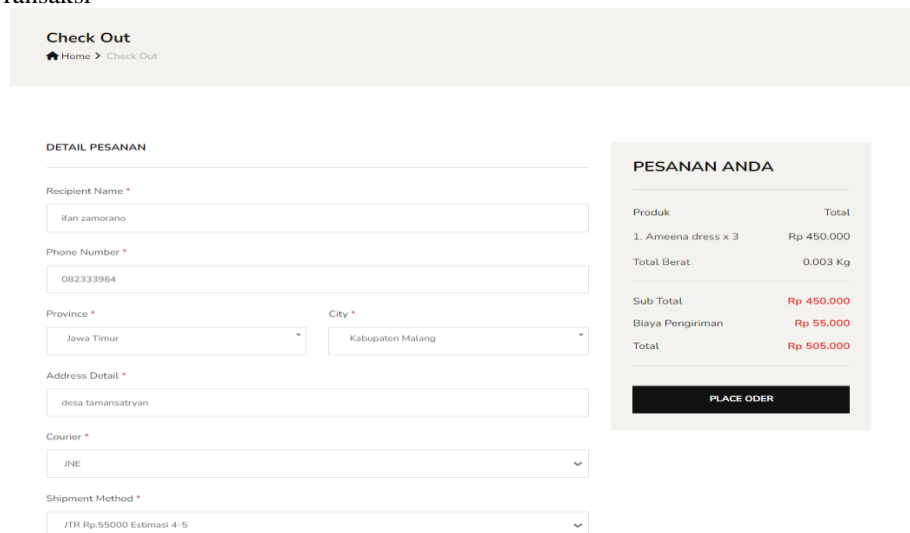 Check Out
Home > Check Out
DETAIL PESANAN
Recipient Name *
ifan zamorano
Phone Number *
082333964
Province * City *
Jawa Timur Kabupaten Malang
Address Detail *
desa tamansatryan
Courier *
JNE
Shipment Method *
JTR Rp.55000 Estimasi 4-5
PESANAN ANDA
Produk Total
1. Ameena dress x 3 Rp 450.000
Total Berat 0.003 Kg
Sub Total Rp 450.000
Biaya Pengiriman Rp 55.000
Total Rp 505.000
PLACE ODER